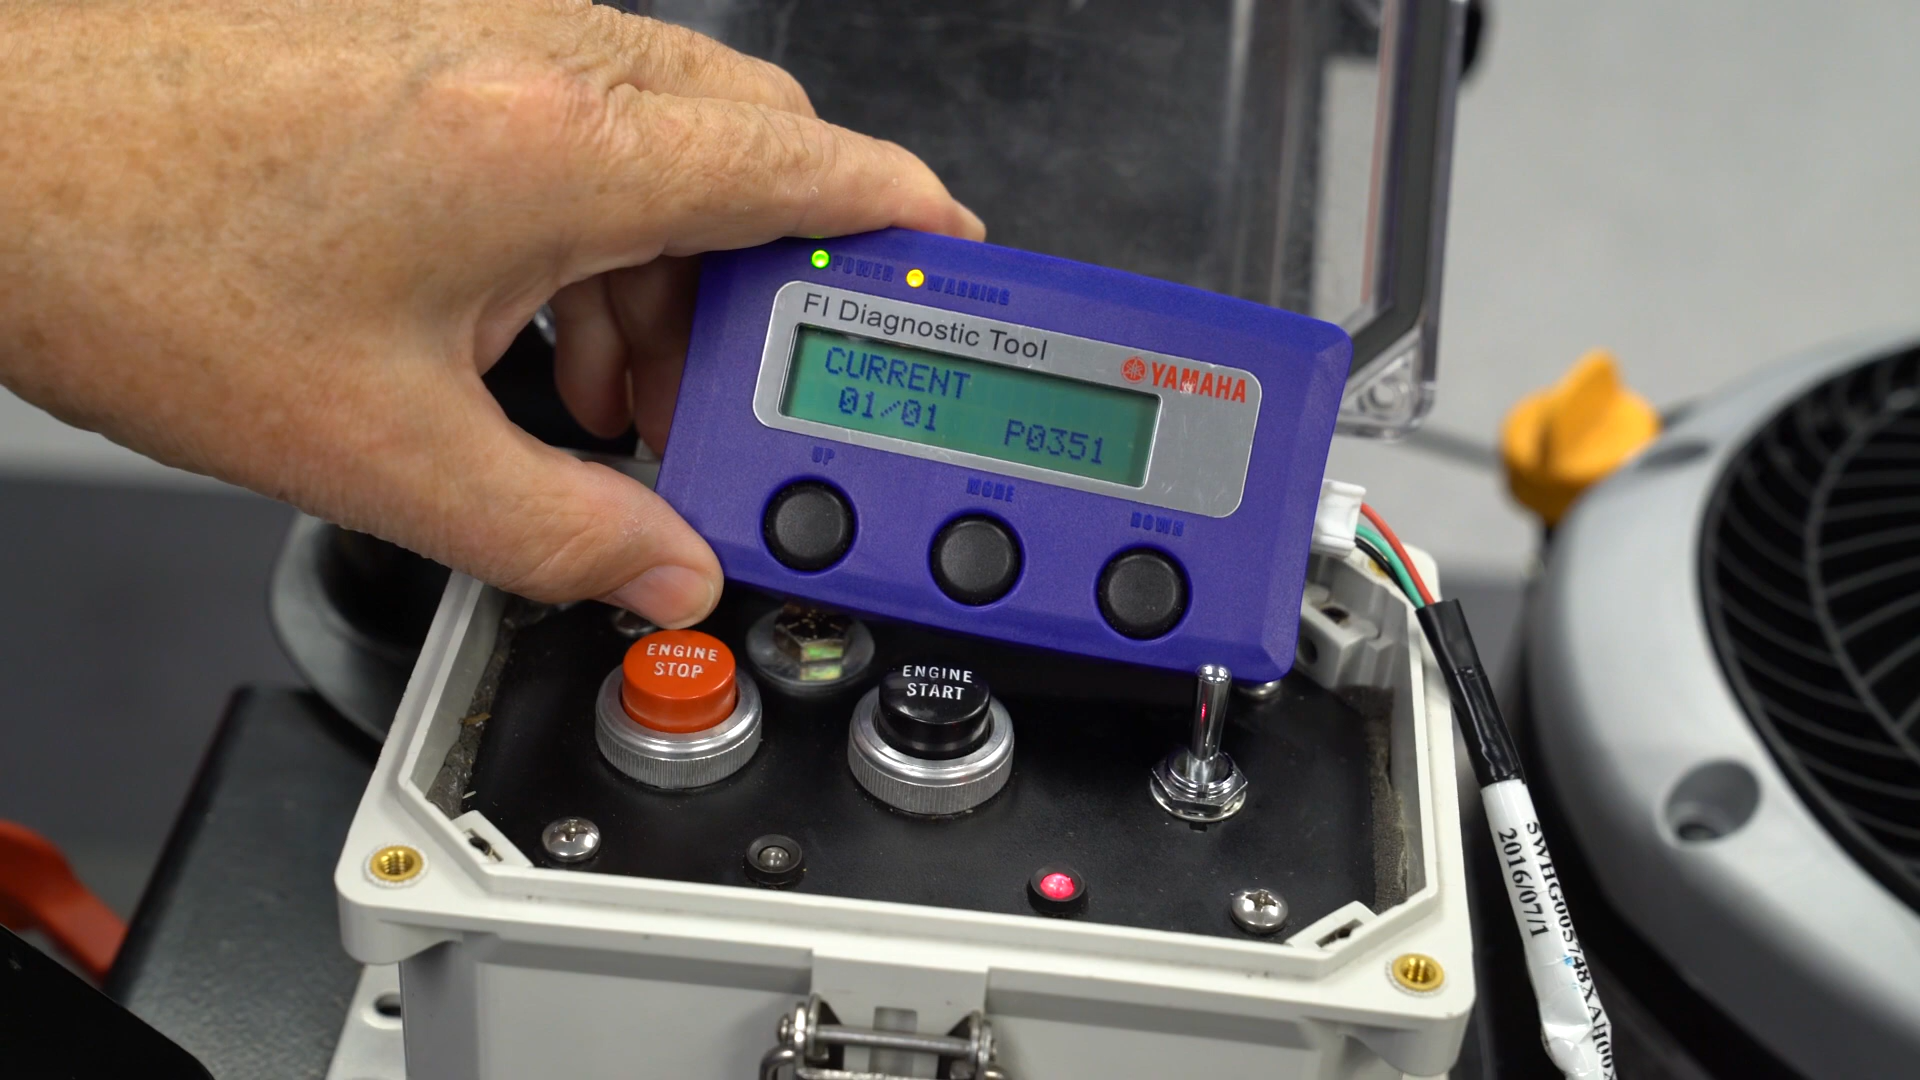 POWER
WARNING
FI Diagnostic Tool
YAMAHA
CURRENT
01/01 P0351
UP
MODE
DOWN
ENGINE
STOP
ENGINE
START
2016/07/1